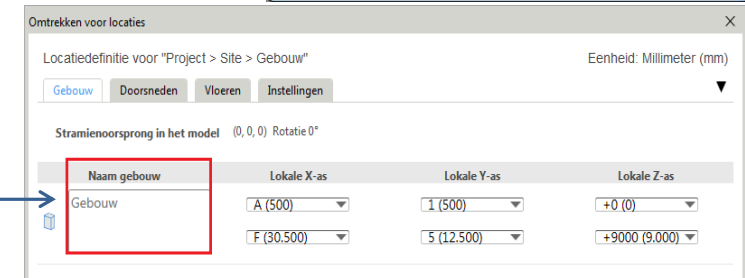 Omtrekken voor locaties
Locatiedefinitie voor "Project > Site > Gebouw" Eenheid: Millimeter (mm)
Gebouw Doorsneden Vloeren Instellingen
Stramienoorsprong in het model (0, 0, 0) Rotatie 0°
Naam gebouw Lokale X-as Lokale Y-as Lokale Z-as
Gebouw A (500) 1 (500) +0 (0)
F (30.500) 5 (12.500) +9000 (9.000)